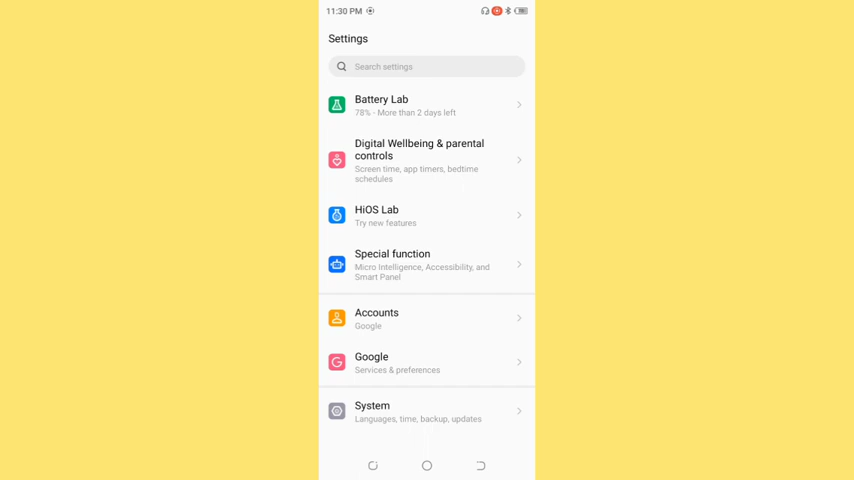 11:30 PM
Settings
Search settings
Battery Lab
78% - More than 2 days left
Digital Wellbeing & parental
controls
Screen time, app timers, bedtime
schedules
HiOS Lab
Try new features
Special function
Micro Intelligence, Accessibility, and
Smart Panel
Accounts
Google
Google
Services & preferences
System
Languages, time, backup, updates